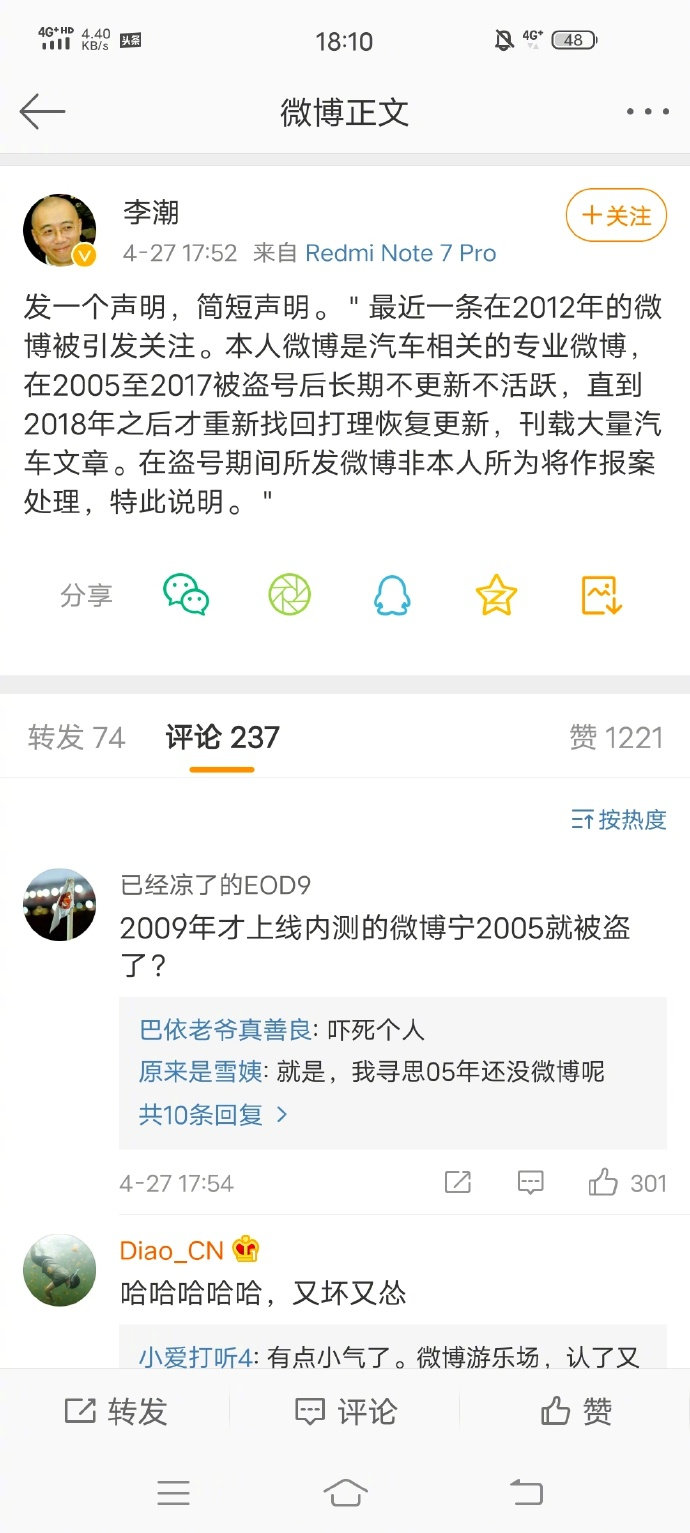 4G+HD 4.40 KB/s 头条 18:10 4G+ 48
微博正文
李潮
+关注
4-27 17:52 来自 Redmi Note 7 Pro
发一个声明，简短声明。＂最近一条在2012年的微
博被引发关注。本人微博是汽车相关的专业微博，
在2005至2017被盗号后长期不更新不活跃，直到
2018年之后才重新找回打理恢复更新，刊载大量汽
车文章。在盗号期间所发微博非本人所为将作报案
处理，特此说明。＂
分享
转发 74 评论 237 赞 1221
按热度
已经凉了的EOD9
2009年才上线内测的微博宁2005就被盗
了？
巴依老爷真善良: 吓死个人
原来是雪姨: 就是，我寻思05年还没微博呢
共10条回复 >
4-27 17:54 301
Diao_CN
哈哈哈哈哈，又坏又怂
小爱打听4: 有点小气了。微博游乐场，认了又
转发 评论 赞